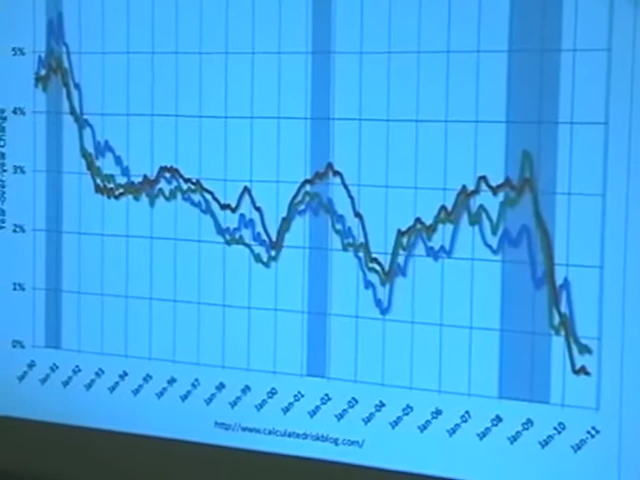 5%
4%
3%
2%
1%
0%
Year-over-year Change
Jan-90 Jan-91 Jan-92 Jan-93 Jan-94 Jan-95 Jan-96 Jan-97 Jan-98 Jan-99 Jan-00 Jan-01 Jan-02 Jan-03 Jan-04 Jan-05 Jan-06 Jan-07 Jan-08 Jan-09 Jan-10 Jan-11
http://www.calculatedriskblog.com/